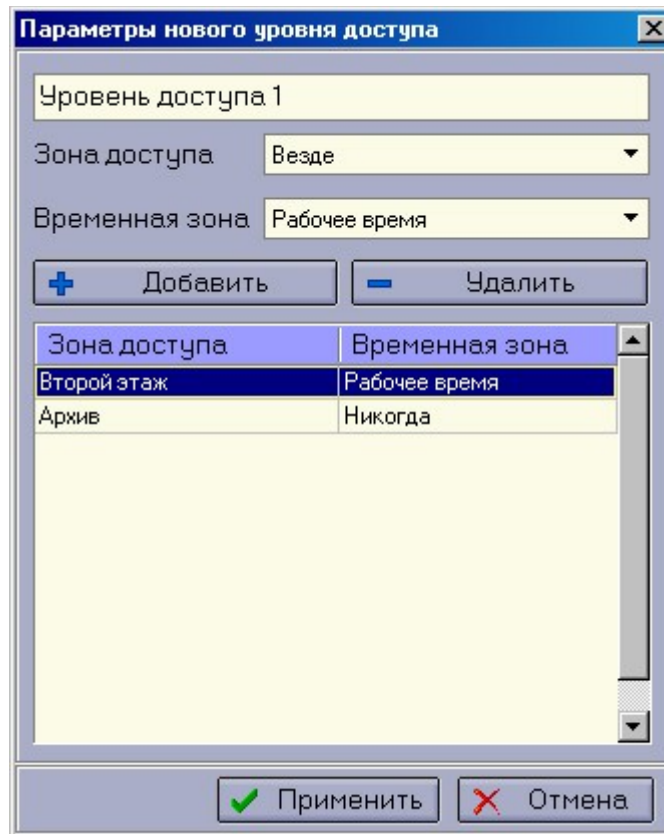 Параметры нового уровня доступа
Уровень доступа 1
Зона доступа Везде
Временная зона Рабочее время
Добавить Удалить
Зона доступа Временная зона
Второй этаж Рабочее время
Архив Никогда
Применить Отмена